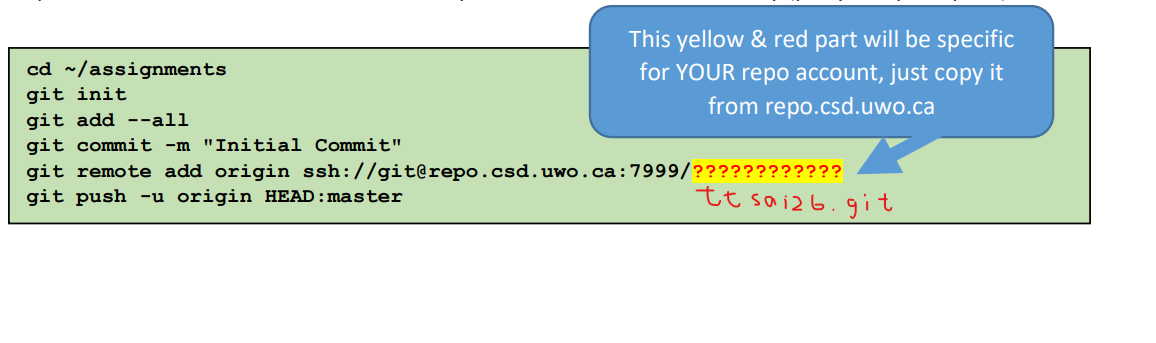 This yellow & red part will be specific
for YOUR repo account, just copy it
from repo.csd.uwo.ca
cd ~/assignments
git init
git add --all
git commit -m "Initial Commit"
git remote add origin ssh://git@repo.csd.uwo.ca:7999/????????????
ttsai26.git
git push -u origin HEAD:master